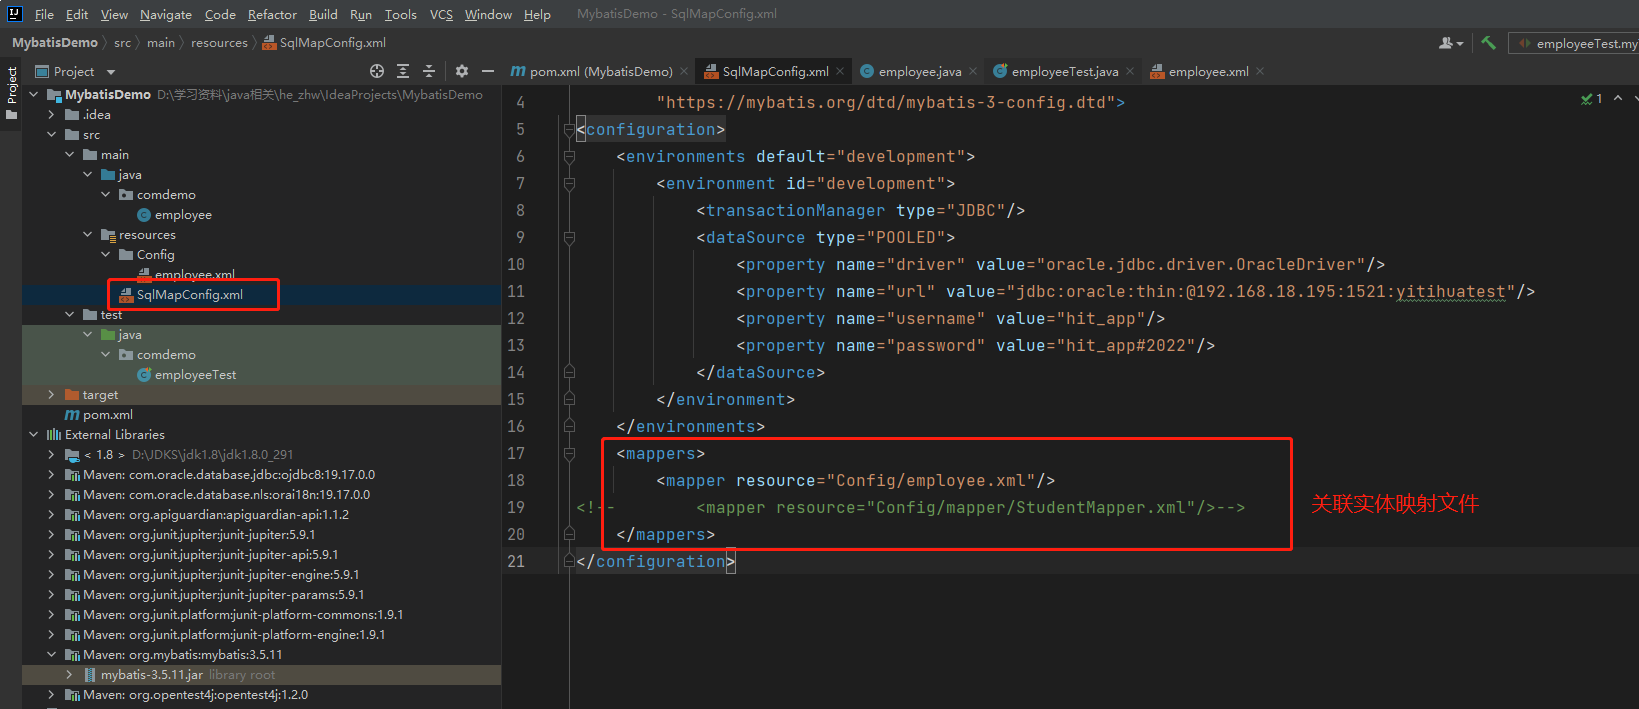 File Edit View Navigate Code Refactor Build Run Tools VCS Window Help MybatisDemo - SqlMapConfig.xml
MybatisDemo src main resources SqlMapConfig.xml
employeeTest.my
Project
Project
pom.xml (MybatisDemo) SqlMapConfig.xml employee.java employeeTest.java employee.xml
MybatisDemo D:\学习资料\java相关\he_zhw\IdeaProjects\MybatisDemo
.idea
src
main
java
comdemo
employee
resources
Config
employee.xml
SqlMapConfig.xml
test
java
comdemo
employeeTest
target
pom.xml
External Libraries
< 1.8 > D:\JDKS\jdk1.8\jdk1.8.0_291
Maven: com.oracle.database.jdbc:ojdbc8:19.17.0.0
Maven: com.oracle.database.nls:orai18n:19.17.0.0
Maven: org.apiguardian:apiguardian-api:1.1.2
Maven: org.junit.jupiter:junit-jupiter:5.9.1
Maven: org.junit.jupiter:junit-jupiter-api:5.9.1
Maven: org.junit.jupiter:junit-jupiter-engine:5.9.1
Maven: org.junit.jupiter:junit-jupiter-params:5.9.1
Maven: org.junit.platform:junit-platform-commons:1.9.1
Maven: org.junit.platform:junit-platform-engine:1.9.1
Maven: org.mybatis:mybatis:3.5.11
mybatis-3.5.11.jar library root
Maven: org.opentest4j:opentest4j:1.2.0
4 "https://mybatis.org/dtd/mybatis-3-config.dtd">
1
5 <configuration>
6 <environments default="development">
7 <environment id="development">
8 <transactionManager type="JDBC"/>
9 <dataSource type="POOLED">
10 <property name="driver" value="oracle.jdbc.driver.OracleDriver"/>
11 <property name="url" value="jdbc:oracle:thin:@192.168.18.195:1521:yitihuatest"/>
12 <property name="username" value="hit_app"/>
13 <property name="password" value="hit_app#2022"/>
14 </dataSource>
15 </environment>
16 </environments>
17 <mappers>
18 <mapper resource="Config/employee.xml"/>
19 <!-- <mapper resource="Config/mapper/StudentMapper.xml"/>-->
20 </mappers>
21 </configuration>
关联实体映射文件